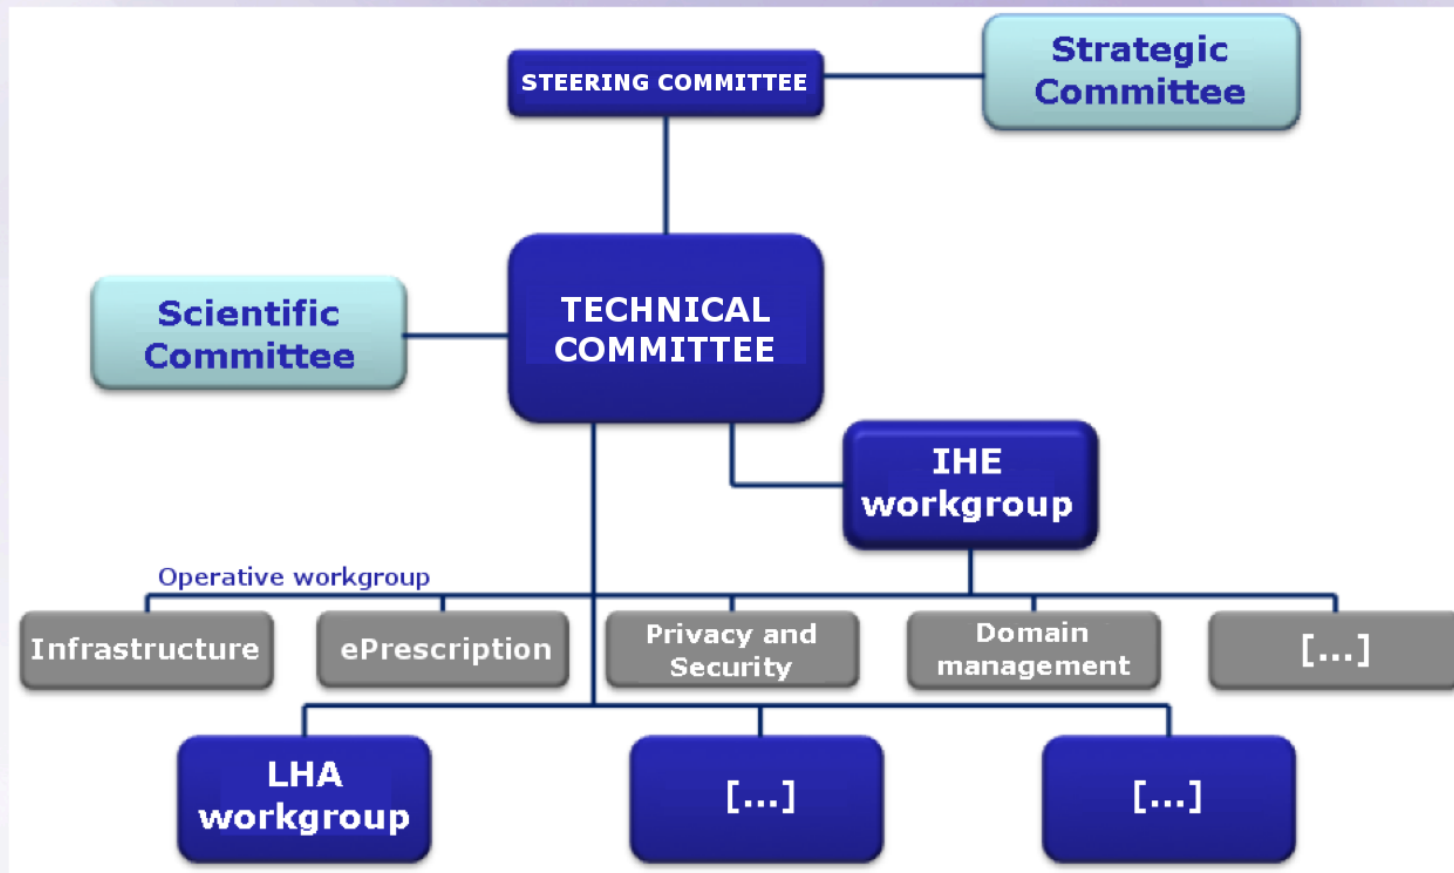 STEERING COMMITTEE
Strategic
Committee
Scientific
Committee
TECHNICAL
COMMITTEE
IHE
workgroup
Operative workgroup
Infrastructure
ePrescription
Privacy and
Security
Domain
management
[...]
LHA
workgroup
[...]
[...]